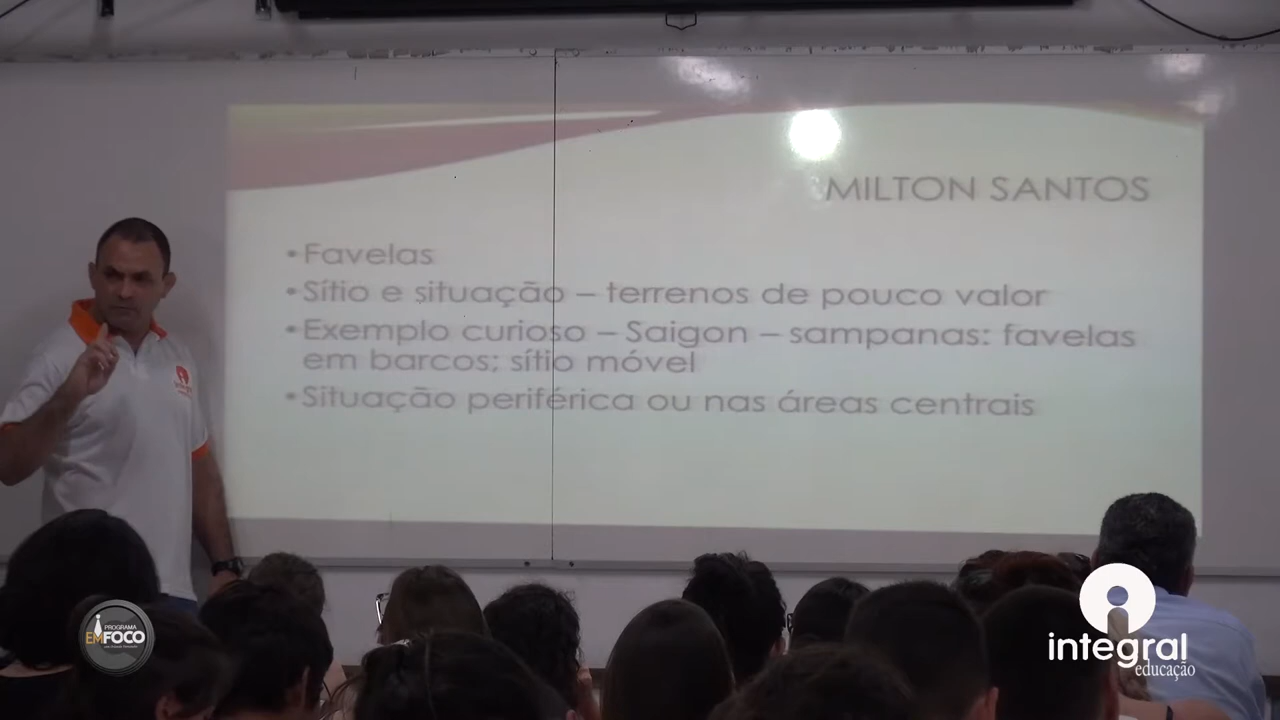 MILTON SANTOS
•Favelas
•Sítio e situação – terrenos de pouco valor
•Exemplo curioso – Saigon – sampanas: favelas
em barcos; sítio móvel
•Situação periférica ou nas áreas centrais
integral
PROGRAMA
EMFOCO
integral
educação